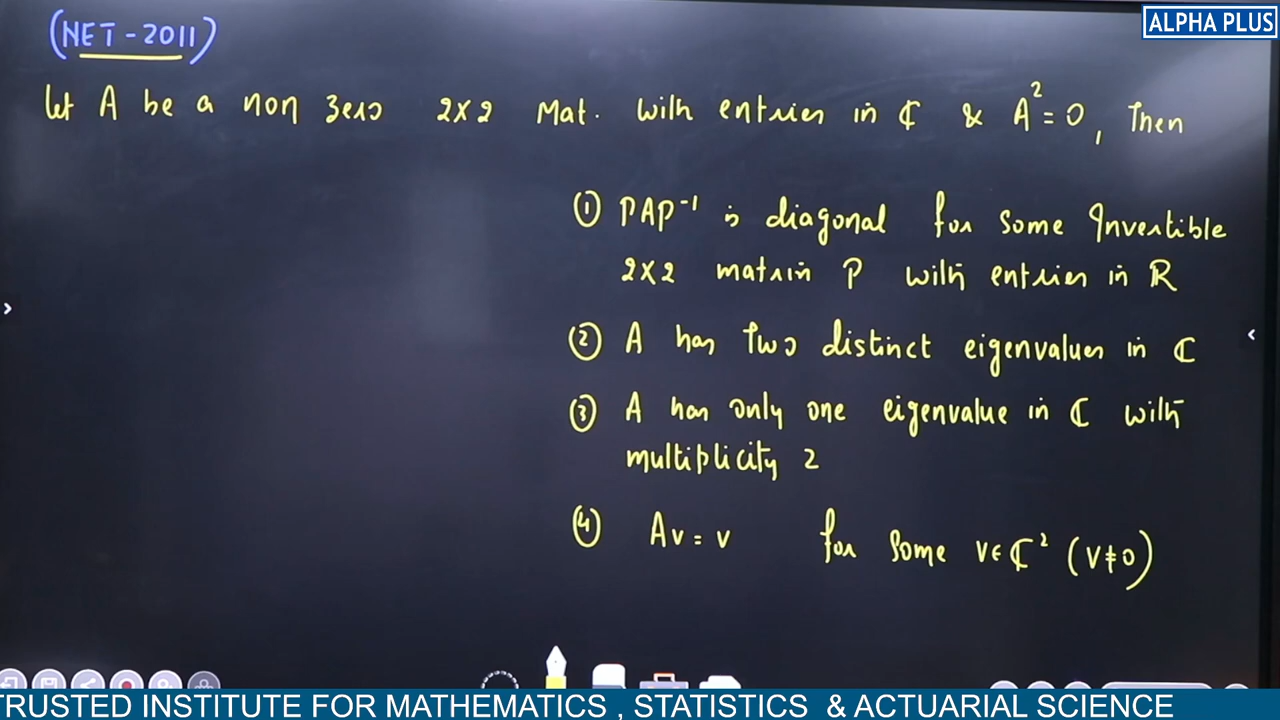 ALPHA PLUS
(NET-2011)
let A be a non zero 2x2 Mat. with entries in ℂ & A²=0, Then
① PAP⁻¹ is diagonal for some Invertible
2x2 matrix P with entries in ℝ
② A has Two distinct eigenvalues in ℂ
③ A has only one eigenvalue in ℂ with
multiplicity 2
④ Av = v for some v∈ℂ² (v≠0)
TRUSTED INSTITUTE FOR MATHEMATICS , STATISTICS & ACTUARIAL SCIENCE